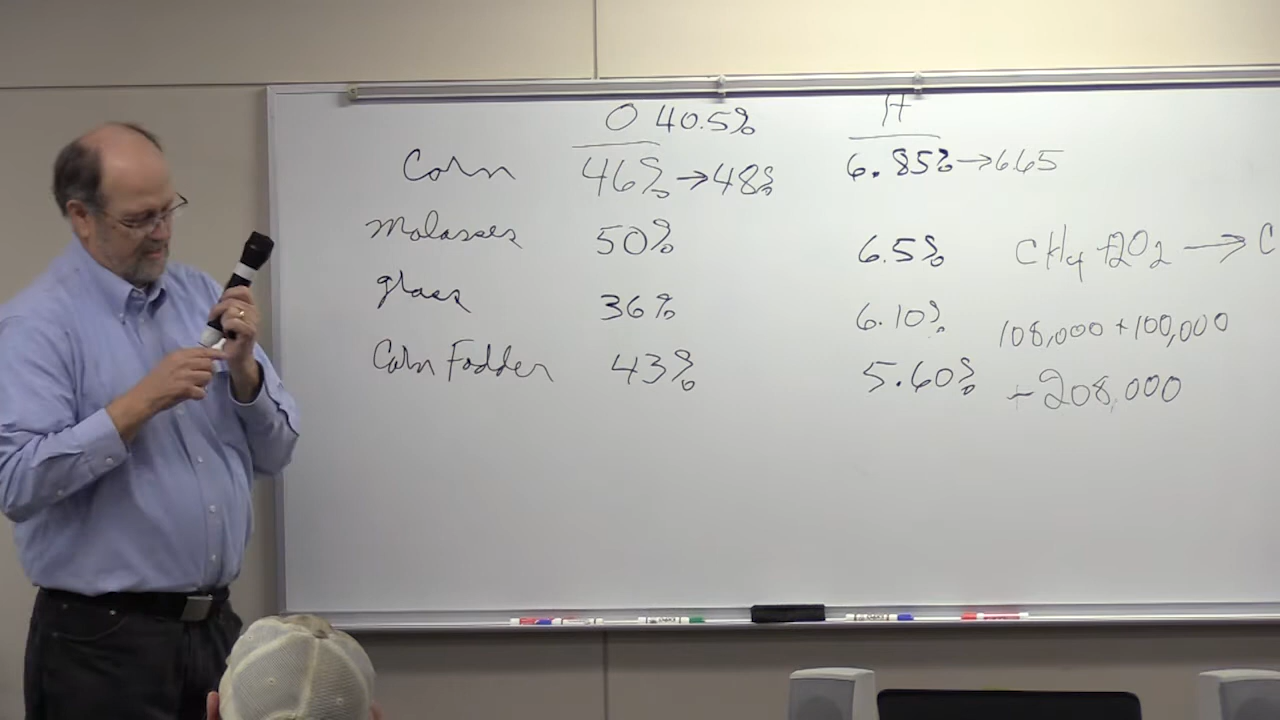 O 40.5% H
Corn 46% → 48% 6.85% → 6.65
Molasses 50% 6.5% CH₄ + 2O₂ → C
glass 36% 6.10% 108,000 + 100,000
Corn Fodder 43% 5.60% - 208,000